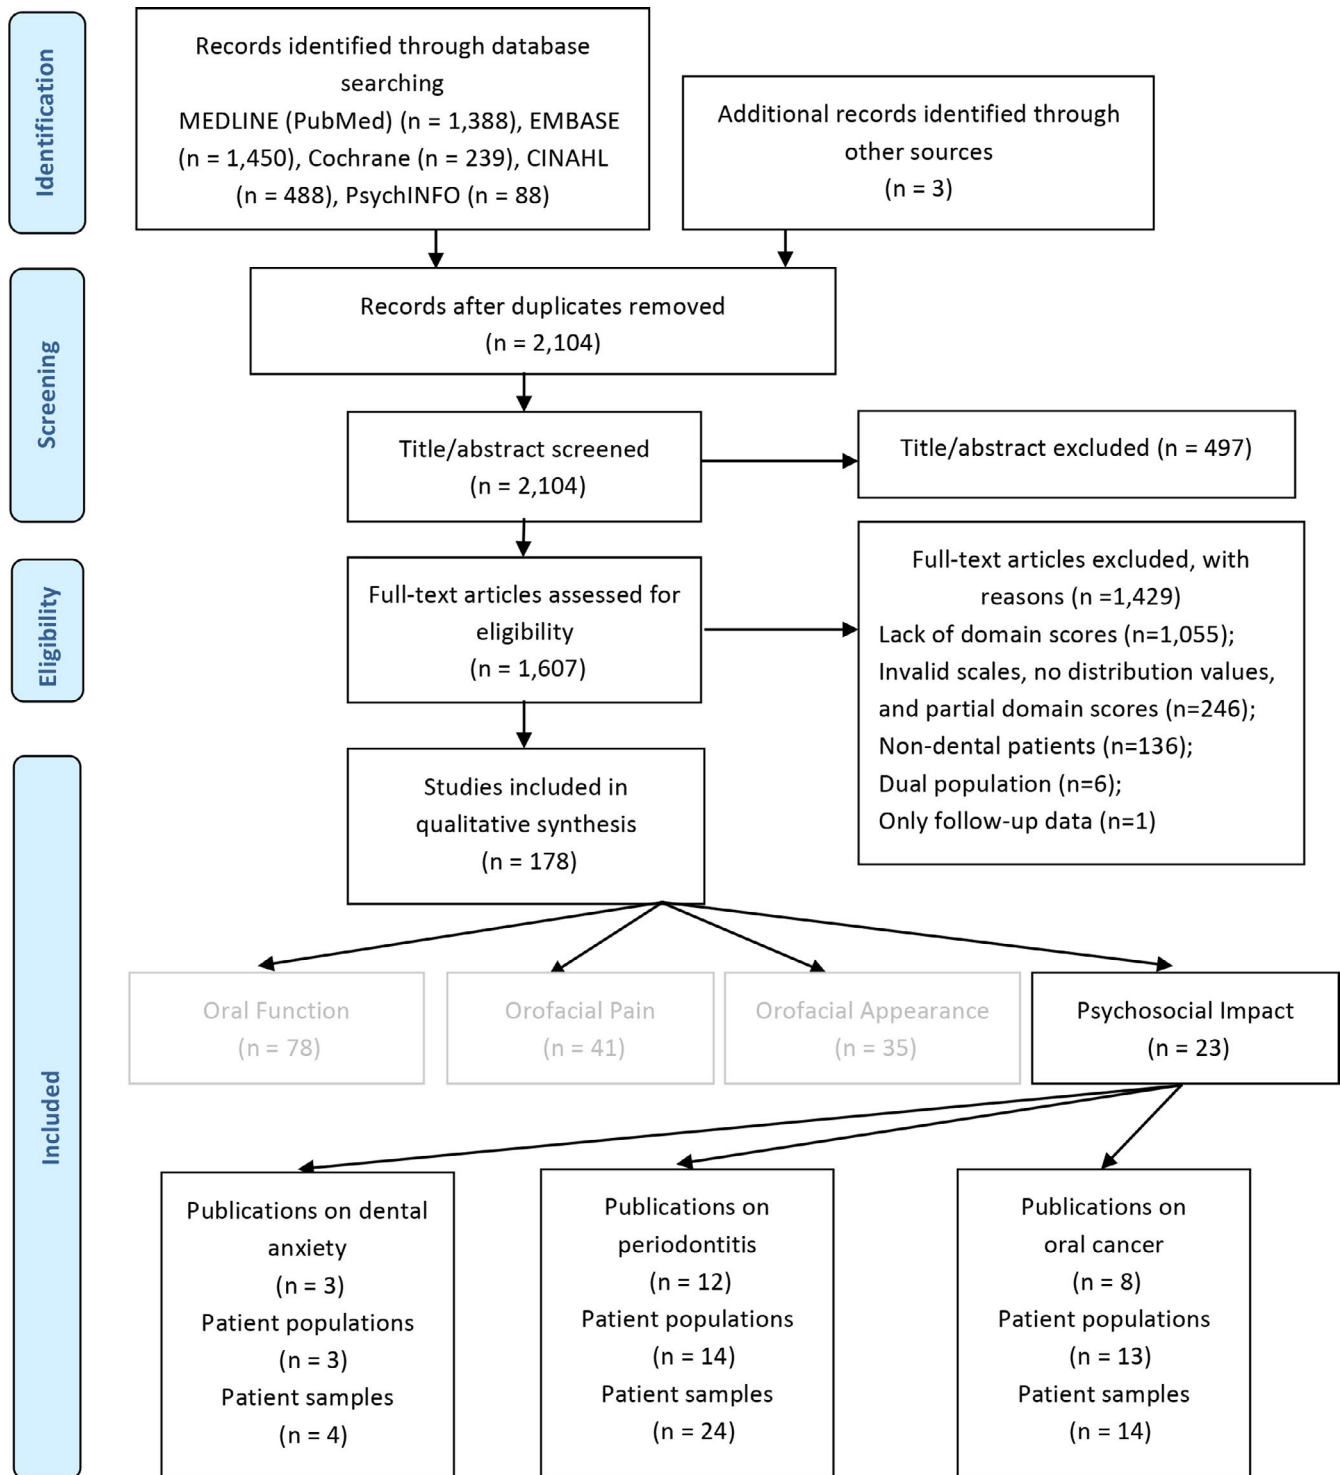 Identification
Records identified through database
searching
MEDLINE (PubMed) (n = 1,388), EMBASE
(n = 1,450), Cochrane (n = 239), CINAHL
(n = 488), PsychINFO (n = 88)
Additional records identified through
other sources
(n = 3)
Screening
Records after duplicates removed
(n = 2,104)
Title/abstract screened
(n = 2,104)
Title/abstract excluded (n = 497)
Eligibility
Full-text articles assessed for
eligibility
(n = 1,607)
Full-text articles excluded, with
reasons (n =1,429)
Lack of domain scores (n=1,055);
Invalid scales, no distribution values,
and partial domain scores (n=246);
Non-dental patients (n=136);
Dual population (n=6);
Only follow-up data (n=1)
Included
Studies included in
qualitative synthesis
(n = 178)
Oral Function
(n = 78)
Orofacial Pain
(n = 41)
Orofacial Appearance
(n = 35)
Psychosocial Impact
(n = 23)
Publications on dental
anxiety
(n = 3)
Patient populations
(n = 3)
Patient samples
(n = 4)
Publications on
periodontitis
(n = 12)
Patient populations
(n = 14)
Patient samples
(n = 24)
Publications on
oral cancer
(n = 8)
Patient populations
(n = 13)
Patient samples
(n = 14)